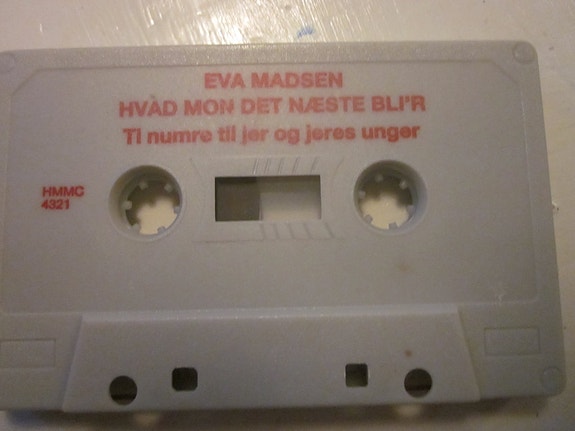 EVA MADSEN
HVAD MON DET NÆSTE BLI'R
Ti numre til jer og jeres unger
HMMC
4321